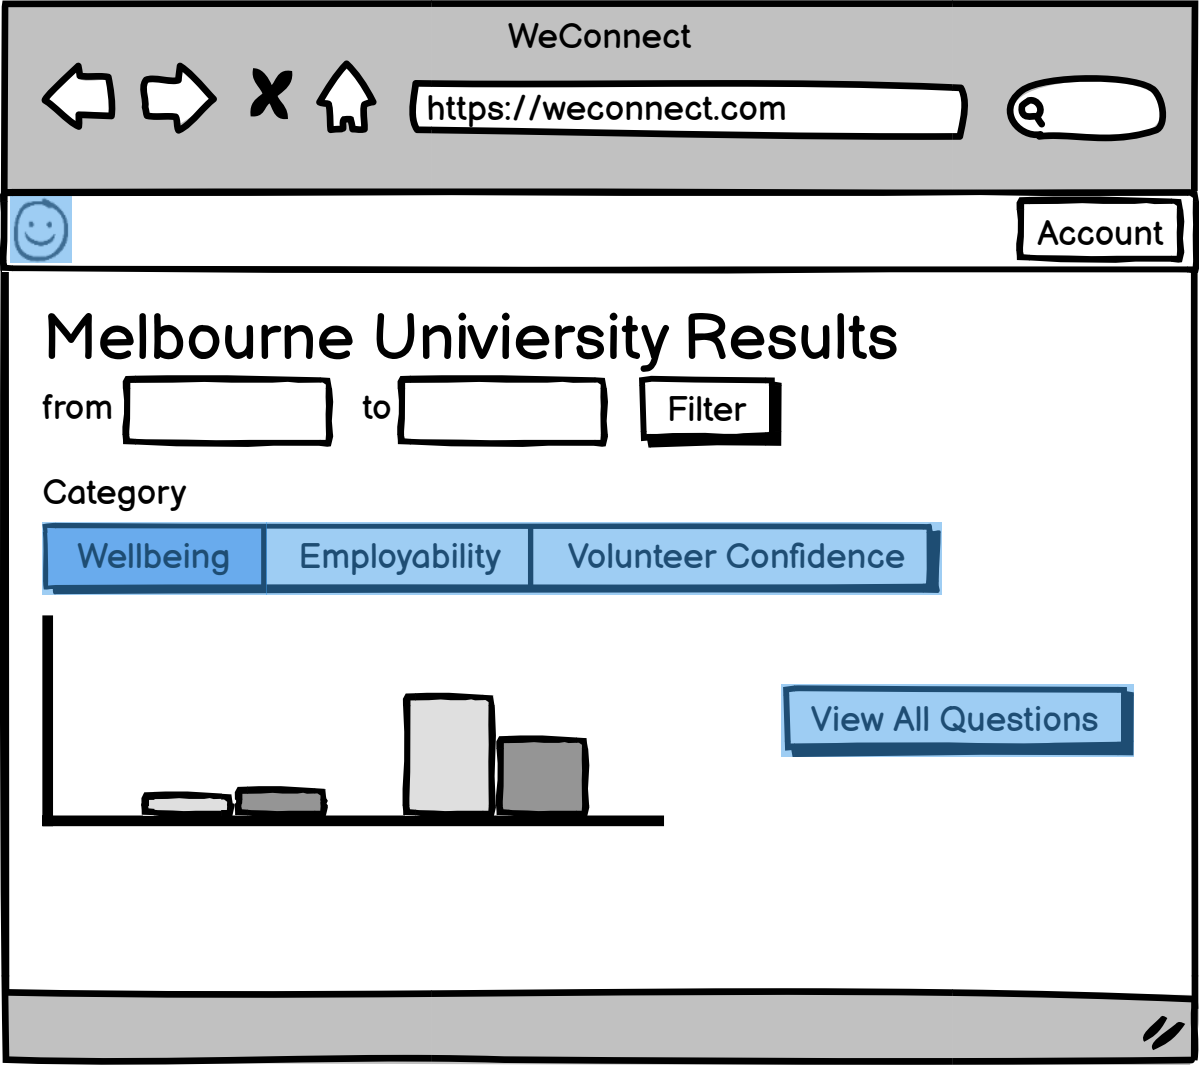 WeConnect
https://weconnect.com
Account
Melbourne Univiersity Results
from to Filter
Category
Wellbeing Employability Volunteer Confidence
View All Questions